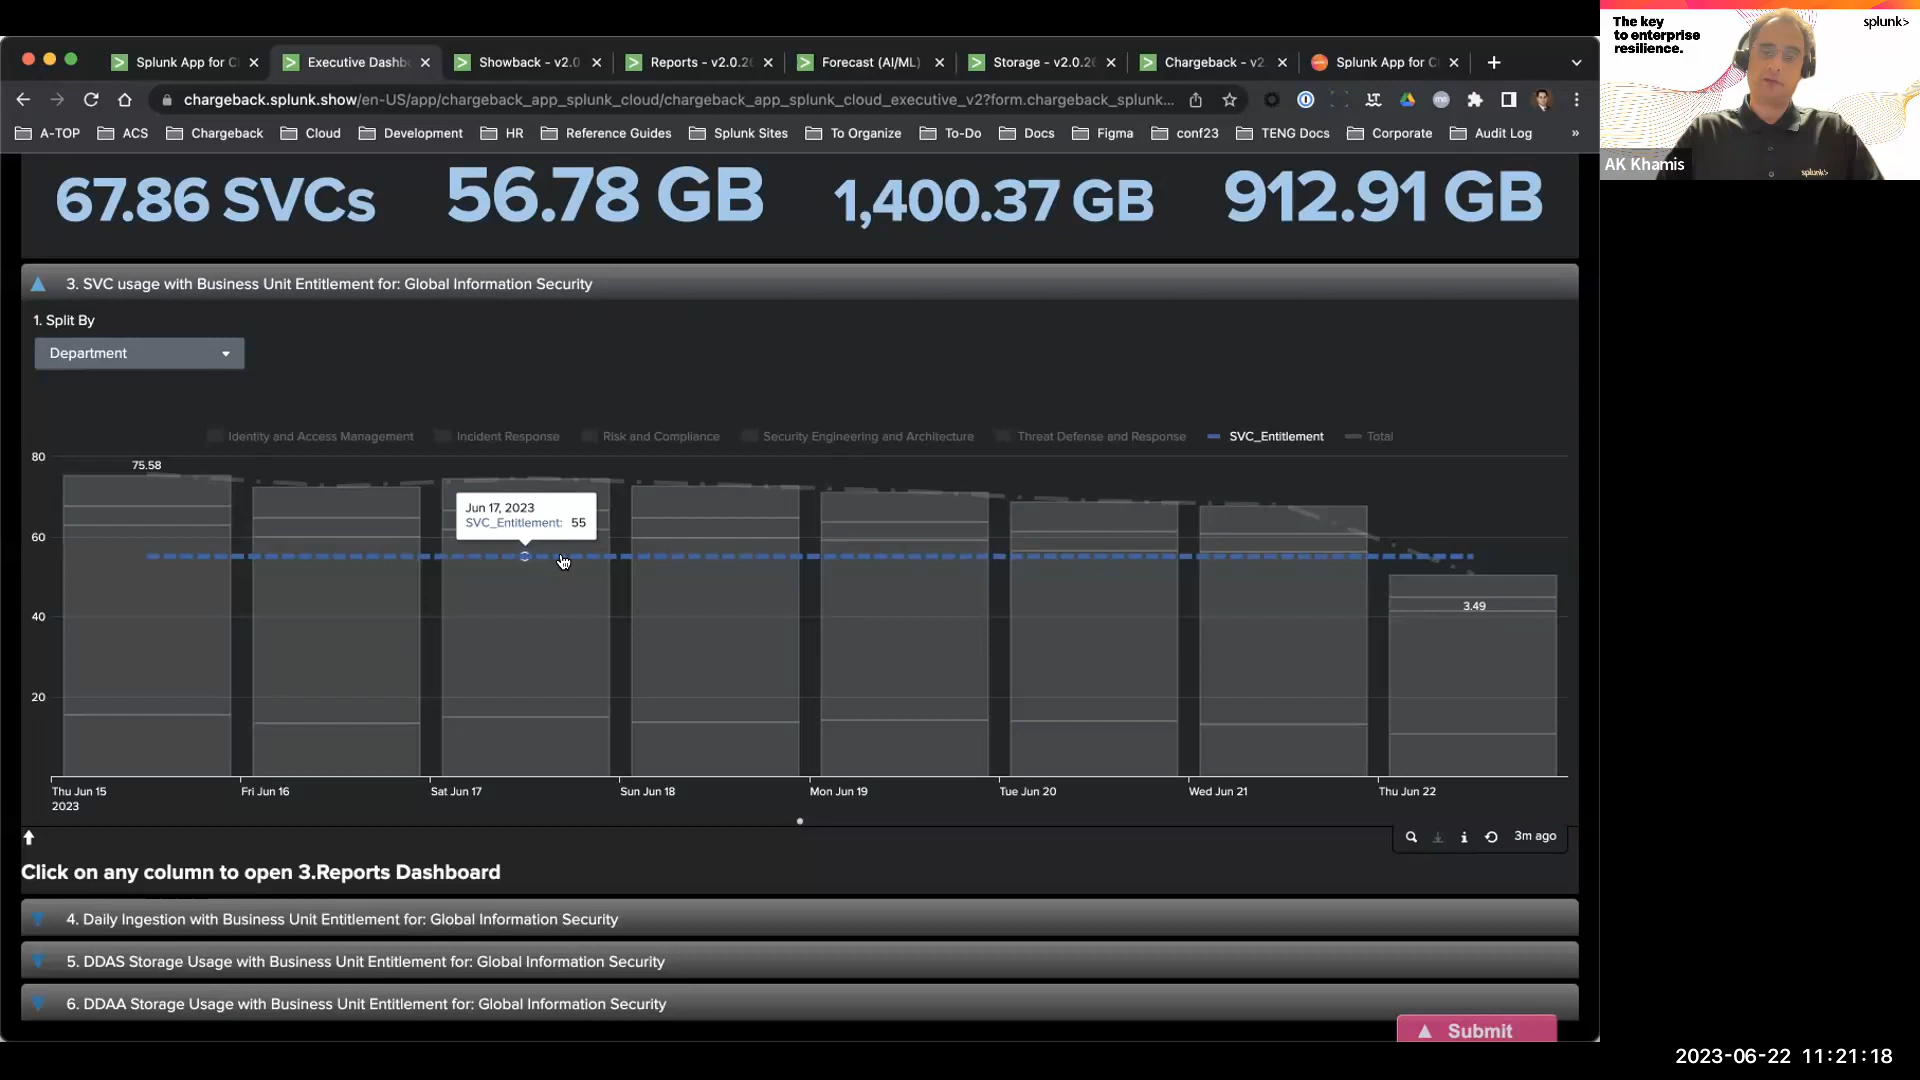 Splunk App for C
Executive Dashb
Showback - v2.0
Reports - v2.0.2
Forecast (AI/ML)
Storage - v2.0.2
Chargeback - v2
Splunk App for C
chargeback.splunk.show/en-US/app/chargeback_app_splunk_cloud/chargeback_app_splunk_cloud_executive_v2?form.chargeback_splunk...
A-TOP
ACS
Chargeback
Cloud
Development
HR
Reference Guides
Splunk Sites
To Organize
To-Do
Docs
Figma
conf23
TENG Docs
Corporate
Audit Log
»
The key
to enterprise
resilience.
splunk>
splunk>
AK Khamis
67.86 SVCs
56.78 GB
1,400.37 GB
912.91 GB
3. SVC usage with Business Unit Entitlement for: Global Information Security
1. Split By
Department
Identity and Access Management
Incident Response
Risk and Compliance
Security Engineering and Architecture
Threat Defense and Response
SVC_Entitlement
Total
80
60
40
20
75.58
Jun 17, 2023
SVC_Entitlement: 55
3.49
Thu Jun 15
2023
Fri Jun 16
Sat Jun 17
Sun Jun 18
Mon Jun 19
Tue Jun 20
Wed Jun 21
Thu Jun 22
3m ago
Click on any column to open 3.Reports Dashboard
4. Daily Ingestion with Business Unit Entitlement for: Global Information Security
5. DDAS Storage Usage with Business Unit Entitlement for: Global Information Security
6. DDAA Storage Usage with Business Unit Entitlement for: Global Information Security
Submit
2023-06-22 11:21:18